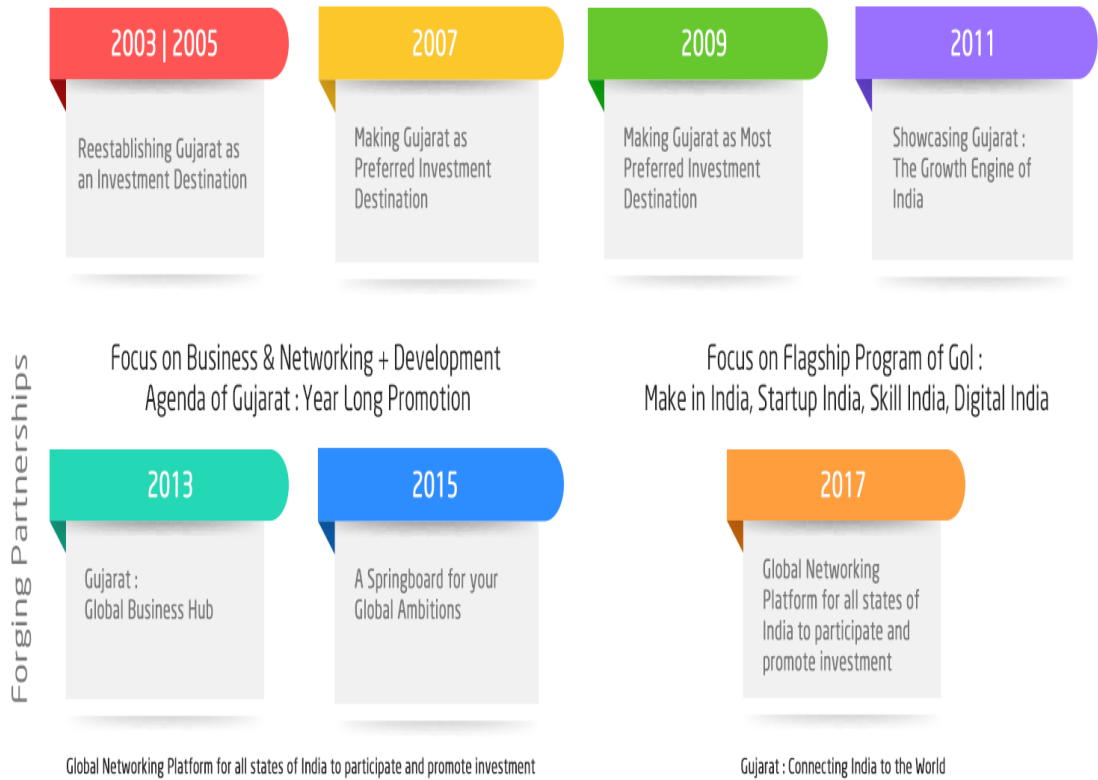 2003 | 2005
Reestablishing Gujarat as
an Investment Destination
2007
Making Gujarat as
Preferred Investment
Destination
2009
Making Gujarat as Most
Preferred Investment
Destination
2011
Showcasing Gujarat :
The Growth Engine of
India
Forging Partnerships
Focus on Business & Networking + Development
Agenda of Gujarat : Year Long Promotion
Focus on Flagship Program of GoI :
Make in India, Startup India, Skill India, Digital India
2013
Gujarat :
Global Business Hub
2015
A Springboard for your
Global Ambitions
2017
Global Networking
Platform for all states of
India to participate and
promote investment
Global Networking Platform for all states of India to participate and promote investment
Gujarat : Connecting India to the World